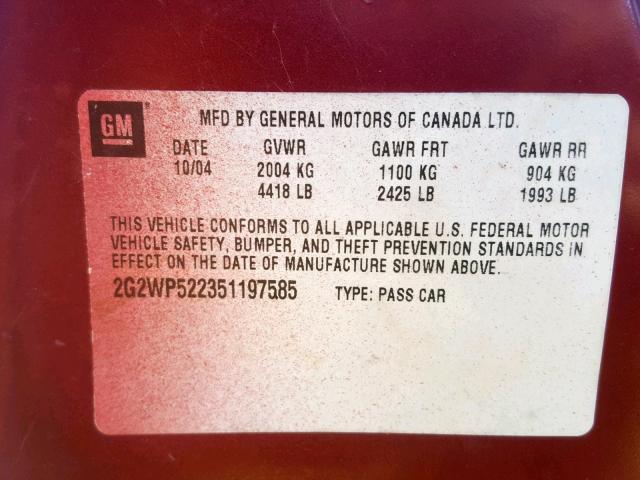 GM
MFD BY GENERAL MOTORS OF CANADA LTD.
DATE GVWR GAWR FRT GAWR RR
10/04 2004 KG 1100 KG 904 KG
4418 LB 2425 LB 1993 LB
THIS VEHICLE CONFORMS TO ALL APPLICABLE U.S. FEDERAL MOTOR
VEHICLE SAFETY, BUMPER, AND THEFT PREVENTION STANDARDS IN
EFFECT ON THE DATE OF MANUFACTURE SHOWN ABOVE.
2G2WP522351197585 TYPE: PASS CAR